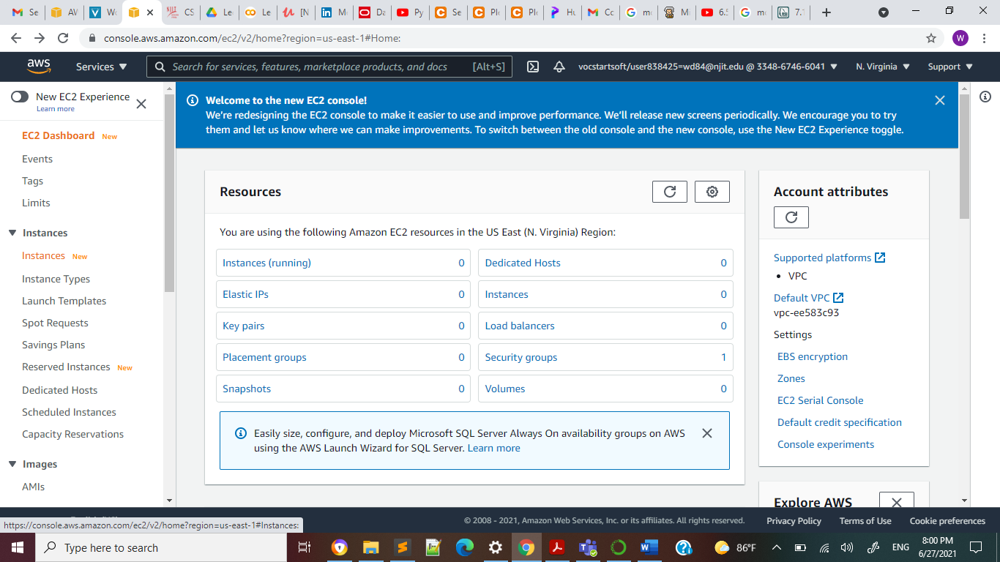 Se
AV
Wo
CS
Le
Le
[N
M
Da
Py
Se
Ple
Ple
Hu
Co
mo
M
6.5
mo
7.1
console.aws.amazon.com/ec2/v2/home?region=us-east-1#Home:
W
aws
Services
Search for services, features, marketplace products, and docs
[Alt+S]
vocstartsoft/user838425=wd84@njit.edu @ 3348-6746-6041
N. Virginia
Support
New EC2 Experience
Learn more
EC2 Dashboard New
Events
Tags
Limits
Instances
Instances New
Instance Types
Launch Templates
Spot Requests
Savings Plans
Reserved Instances New
Dedicated Hosts
Scheduled Instances
Capacity Reservations
Images
AMIs
Welcome to the new EC2 console!
We're redesigning the EC2 console to make it easier to use and improve performance. We'll release new screens periodically. We encourage you to try
them and let us know where we can make improvements. To switch between the old console and the new console, use the New EC2 Experience toggle.
Resources
You are using the following Amazon EC2 resources in the US East (N. Virginia) Region:
Instances (running) 0
Dedicated Hosts 0
Elastic IPs 0
Instances 0
Key pairs 0
Load balancers 0
Placement groups 0
Security groups 1
Snapshots 0
Volumes 0
Easily size, configure, and deploy Microsoft SQL Server Always On availability groups on AWS
using the AWS Launch Wizard for SQL Server. Learn more
Account attributes
Supported platforms
VPC
Default VPC
vpc-ee583c93
Settings
EBS encryption
Zones
EC2 Serial Console
Default credit specification
Console experiments
Explore AWS
https://console.aws.amazon.com/ec2/v2/home?region=us-east-1#Instances:
© 2008 - 2021, Amazon Web Services, Inc. or its affiliates. All rights reserved.
Privacy Policy
Terms of Use
Cookie preferences
Type here to search
86°F
ENG
8:00 PM
6/27/2021